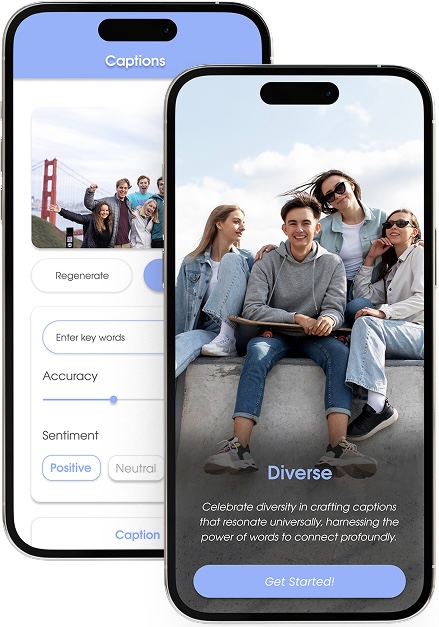 Captions
Regenerate
Enter key words
Accuracy
Sentiment
Positive
Neutral
Caption
Diverse
Celebrate diversity in crafting captions
that resonate universally, harnessing the
power of words to connect profoundly.
Get Started!